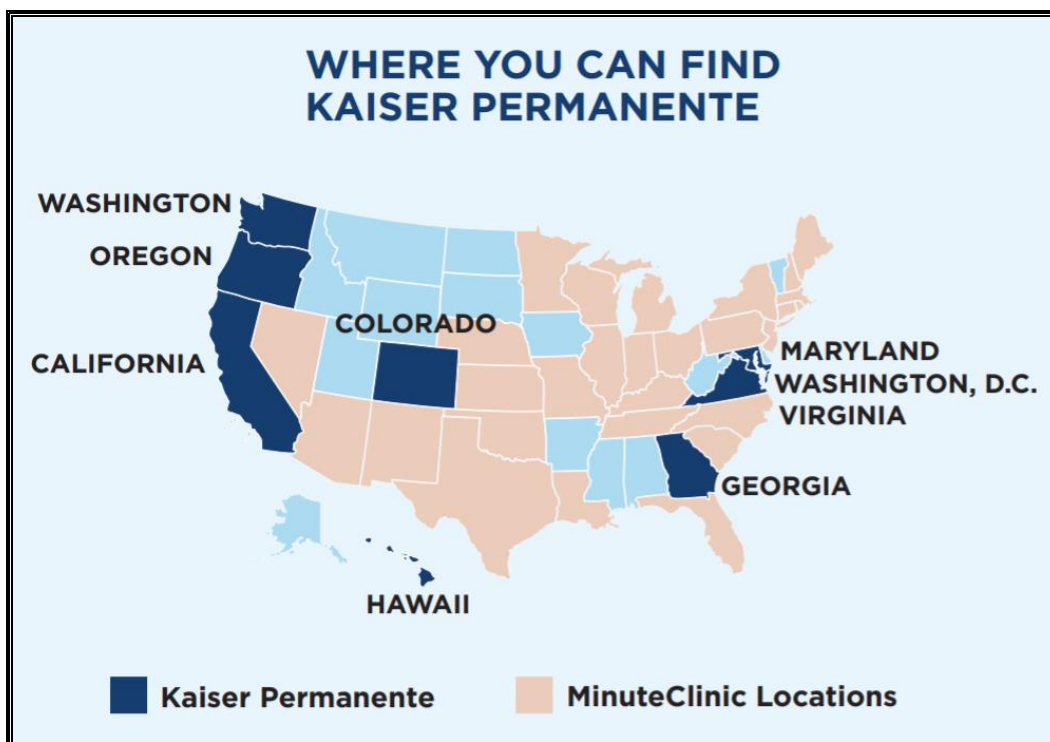 WHERE YOU CAN FIND
KAISER PERMANENTE
WASHINGTON
OREGON
COLORADO
CALIFORNIA
MARYLAND
WASHINGTON, D.C.
VIRGINIA
GEORGIA
HAWAII
Kaiser Permanente
MinuteClinic Locations